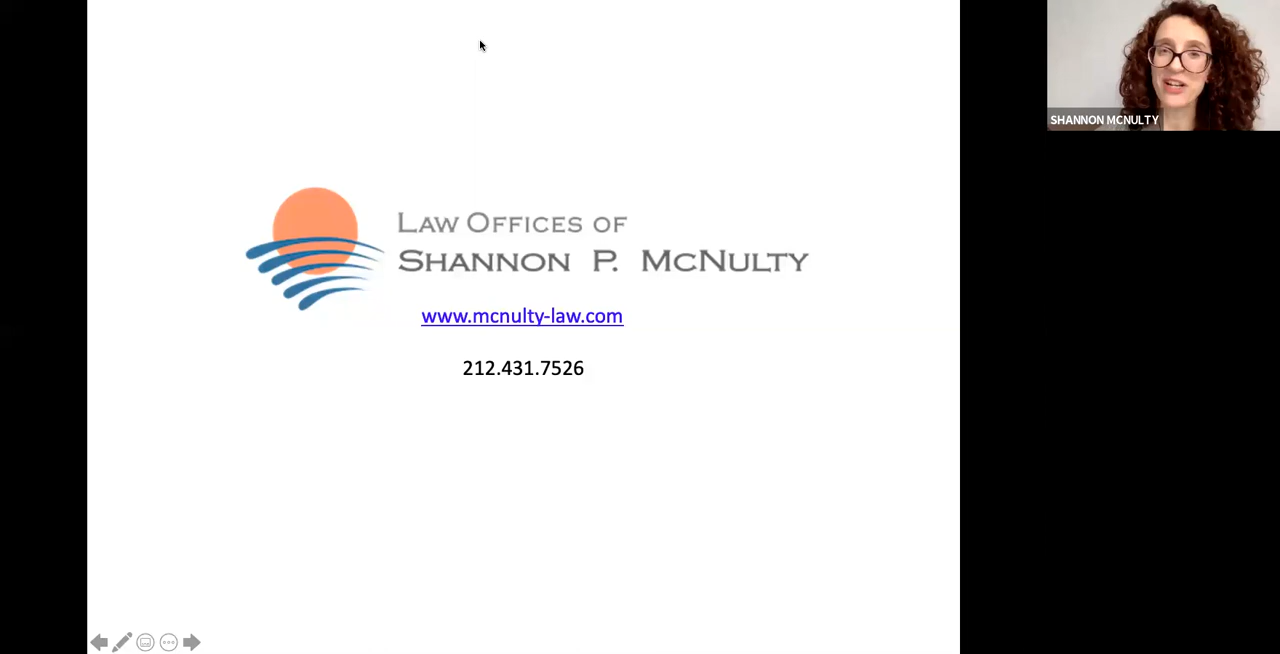 SHANNON MCNULTY
Law Offices of
Shannon P. McNulty
www.mcnulty-law.com
212.431.7526